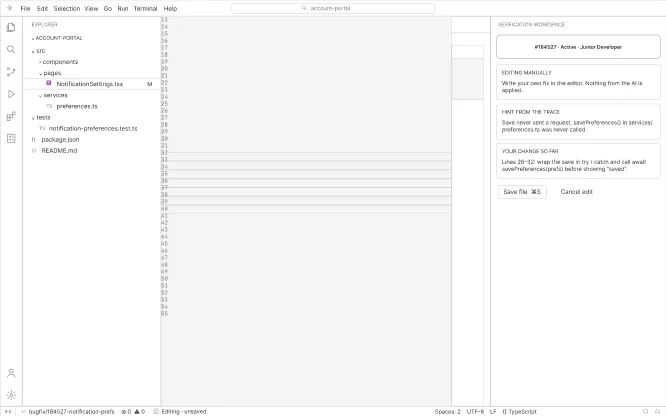 File Edit Selection View Go Run Terminal Help
account-portal
EXPLORER
ACCOUNT-PORTAL
src
components
pages
NotificationSettings.tsx M
services
TS preferences.ts
tests
TS notification-preferences.test.ts
package.json
README.md
13
14
15
16
17
18
19
20
21
22
23
24
25
26
27
28
29
30
31
32
33
34
35
36
37
38
39
40
41
42
43
44
45
46
47
48
49
50
51
52
53
54
55
VERIFICATION WORKSPACE
#184527 · Active · Junior Developer
EDITING MANUALLY
Write your own fix in the editor. Nothing from the AI is
applied.
HINT FROM THE TRACE
Save never sent a request. savePreferences() in services/
preferences.ts was never called.
YOUR CHANGE SO FAR
Lines 26–32: wrap the save in try / catch and call await
savePreferences(prefs) before showing “saved”.
Save file ⌘S
Cancel edit
bugfix/184527-notification-prefs 0 0 Editing · unsaved
Spaces: 2 UTF-8 LF {} TypeScript